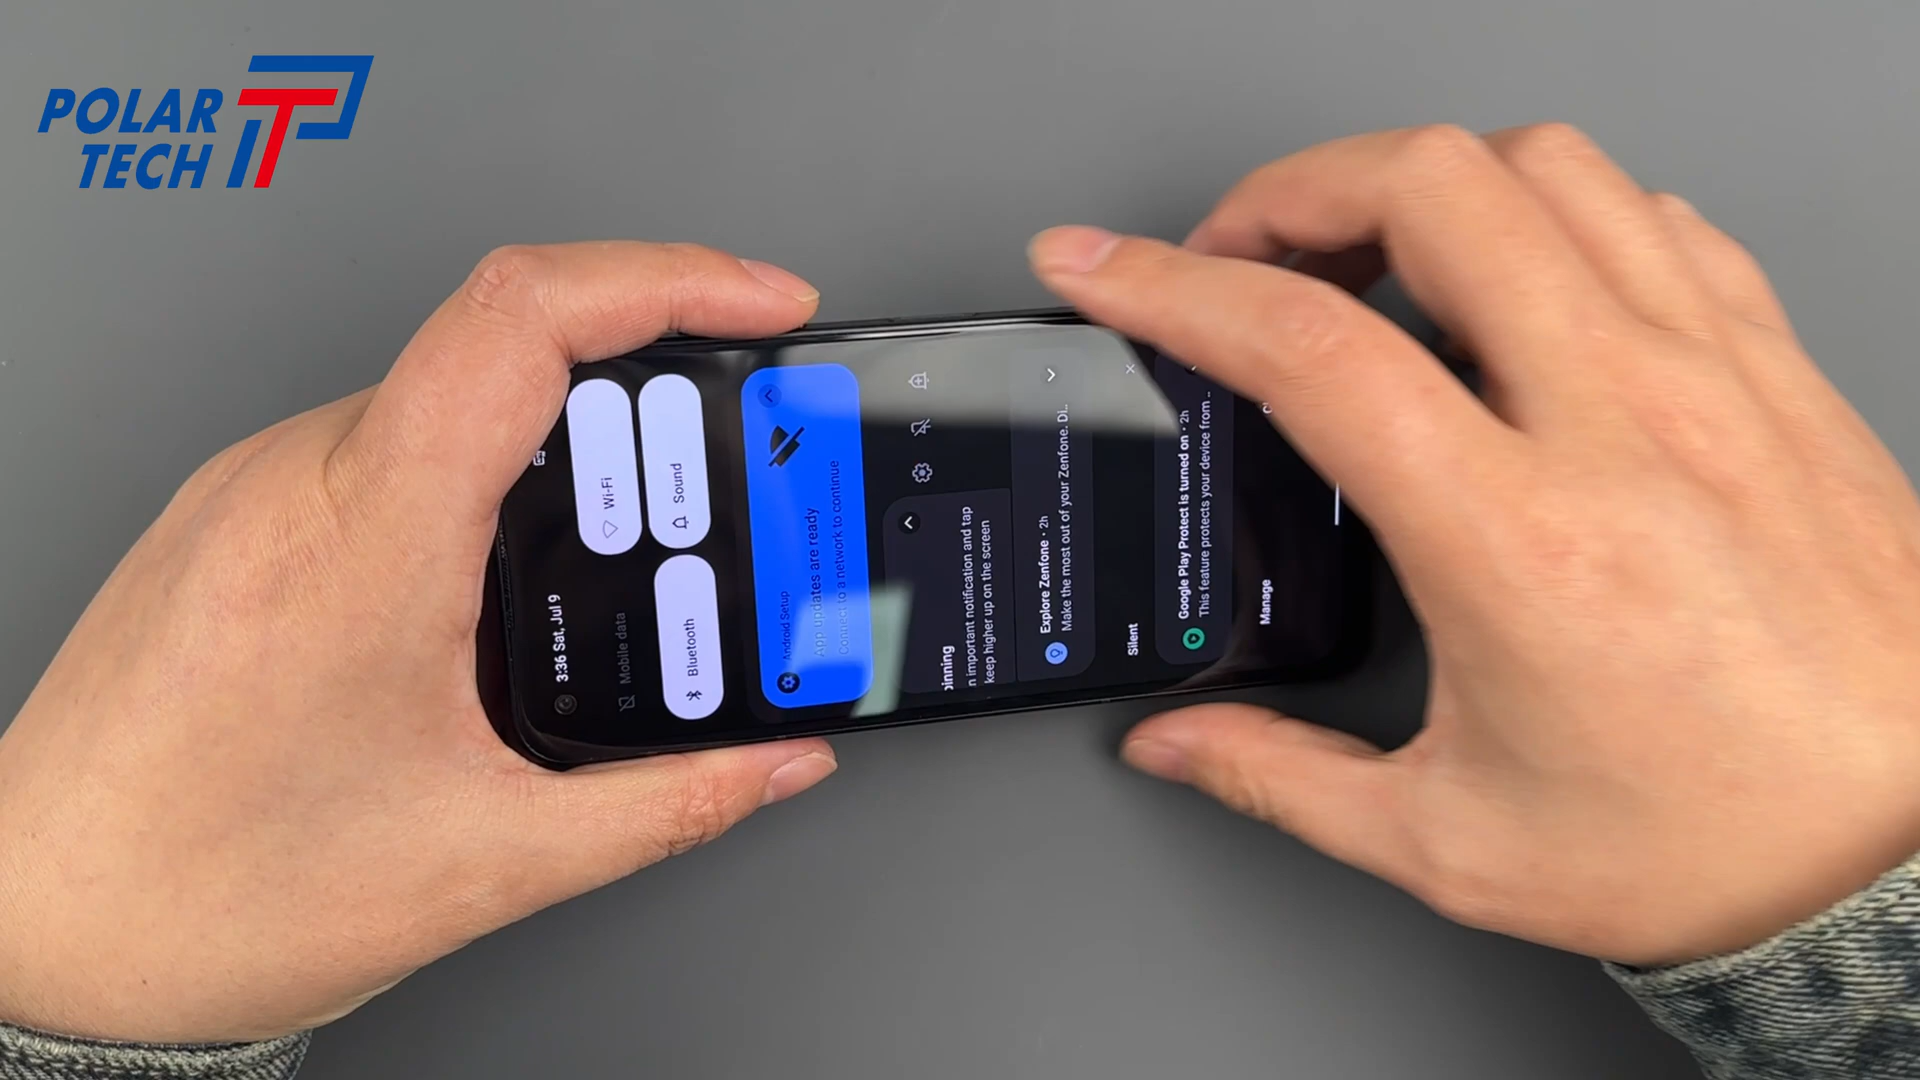 POLAR
TECH
3:36 Sat, Jul 9
Wi-Fi
Mobile data
Sound
Bluetooth
Android Setup
App updates are ready
Connect to a network to continue
pinning
n important notification and tap
keep higher up on the screen
Explore Zenfone • 2h
Make the most out of your Zenfone. Di..
Silent
Google Play Protect is turned on • 2h
This feature protects your device from ..
Manage